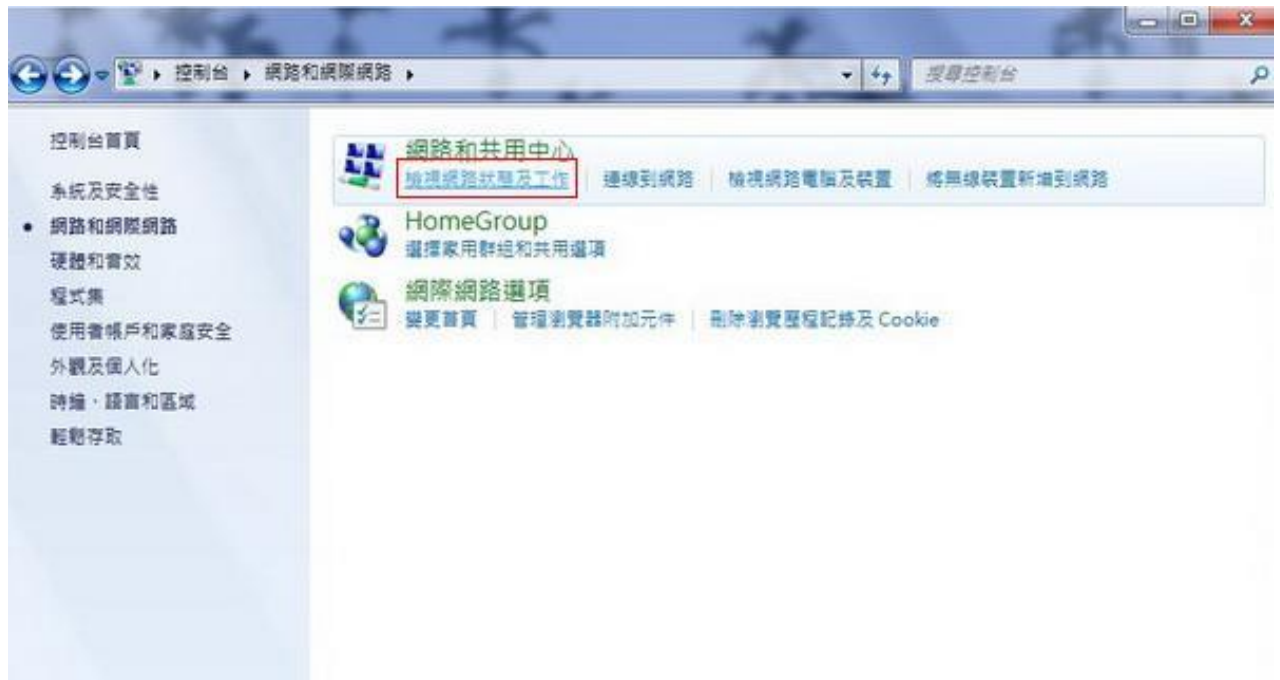 控制台 ▸ 網路和網際網路 ▸
搜尋控制台
控制台首頁
系統及安全性
網路和網際網路
硬體和音效
程式集
使用者帳戶和家庭安全
外觀及個人化
時鐘、語言和區域
輕鬆存取
網路和共用中心
檢視網路狀態及工作 | 連線到網路 | 檢視網路電腦及裝置 | 將無線裝置新增到網路
HomeGroup
選擇家用群組和共用選項
網際網路選項
變更首頁 | 管理瀏覽器附加元件 | 刪除瀏覽歷程記錄及 Cookie